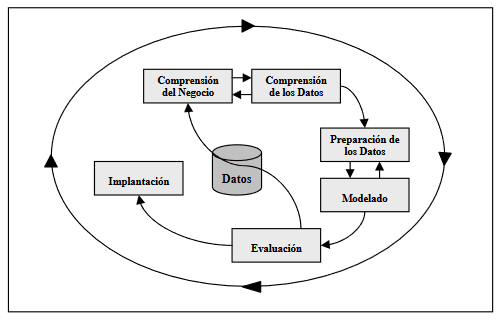 Comprensión
del Negocio
Comprensión
de los Datos
Preparación de
los Datos
Datos
Implantación
Modelado
Evaluación